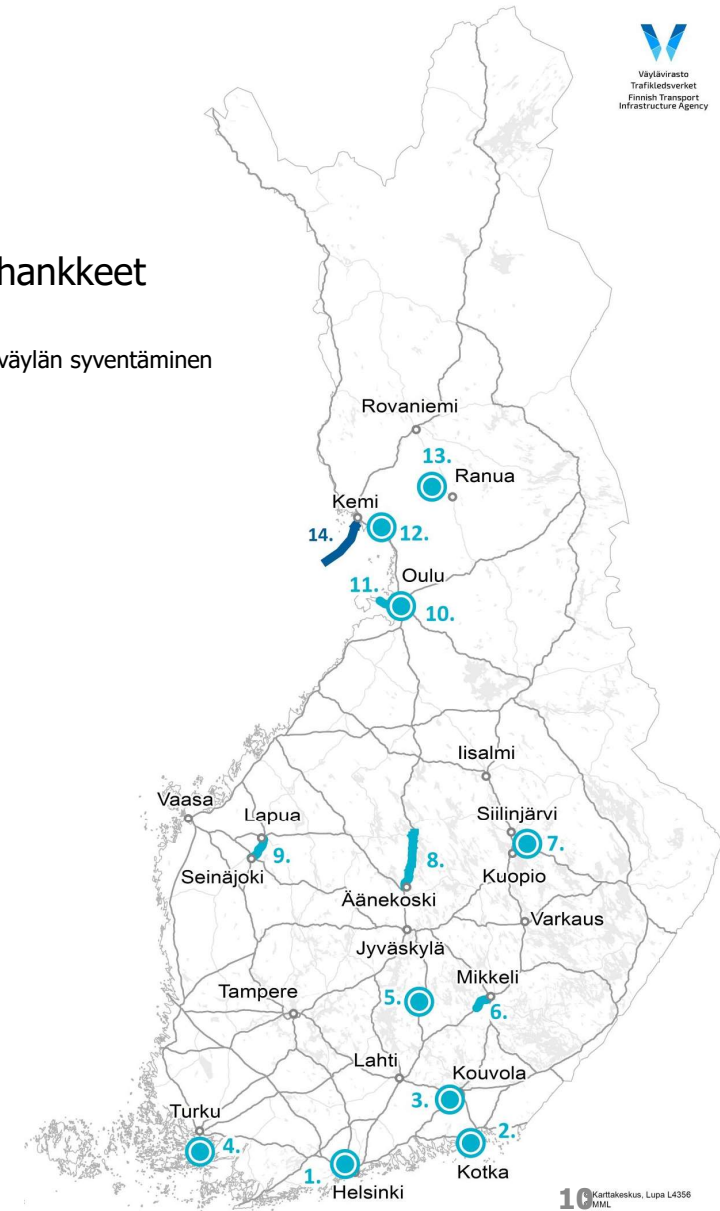 Väylävirasto
Trafikledsverket
Finnish Transport
Infrastructure Agency
hankkeet
väylän syventäminen
Rovaniemi
13.
Ranua
Kemi
14.
12.
Oulu
11.
10.
Iisalmi
Vaasa
Lapua
Siilinjärvi
7.
9.
8.
Seinäjoki
Kuopio
Äänekoski
Varkaus
Jyväskylä
Mikkeli
5.
6.
Tampere
Lahti
Kouvola
3.
Turku
2.
4.
Kotka
1.
Helsinki
10
Karttakeskus, Lupa L4356
MML